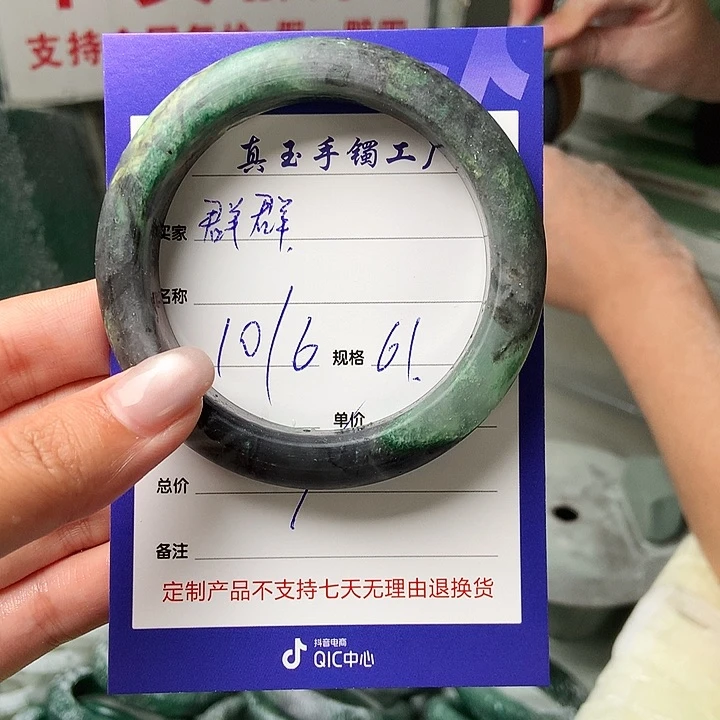 支持
真玉手镯工厂
买家 群群
名称
10/6 规格 61
单价
总价
备注
定制产品不支持七天无理由退换货
抖音电商
QIC中心